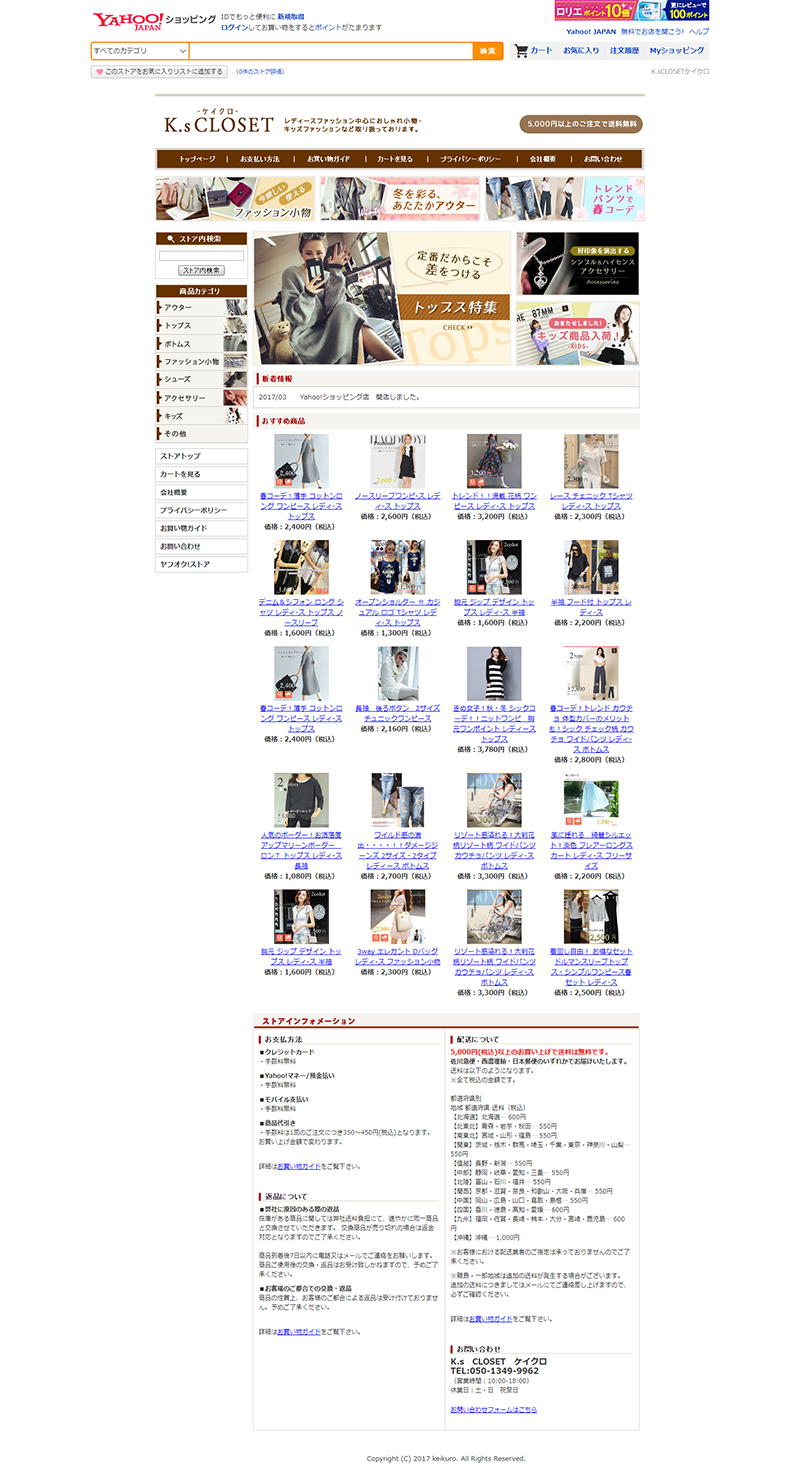 YAHOO! JAPAN ショッピング
IDでもっと便利に 新規取得
ログインしてお買い物をするとポイントがたまります
ロリエ ポイント10倍
更にレビューで100ポイント
Yahoo! JAPAN 無料でお店を開こう! ヘルプ
すべてのカテゴリ
検索
カート お気に入り 注文履歴 Myショッピング
このストアをお気に入りリストに追加する (0件のストア評価)
K.sCLOSETケイクロ
-ケイクロ-
K.s CLOSET
レディースファッション中心におしゃれ小物・
キッズファッションなど取り扱っております。
5,000円以上のご注文で送料無料
トップページ | お支払い方法 | お買い物ガイド | カートを見る | プライバシーポリシー | 会社概要 | お問い合わせ
今欲しい 使える
ファッション小物
冬を彩る、
あたたかアウター
トレンド
パンツで
春コーデ
ストア内検索
ストア内検索
商品カテゴリ
アウター
トップス
ボトムス
ファッション小物
シューズ
アクセサリー
キッズ
その他
ストアトップ
カートを見る
会社概要
プライバシーポリシー
お買い物ガイド
お問い合わせ
ヤフオク!ストア
定番だからこそ
差をつける
トップス特集
CHECK
Tops
好印象を演出する
シンプル&ハイセンス
アクセサリー
Accessories
おまたせしました!
キッズ商品入荷!
-KIDS-
新着情報
2017/03 Yahoo!ショッピング店 開店しました。
おすすめ商品
春コーデ!薄手 コットンロング ワンピース レディ-ス トップス
価格:2,400円(税込)
ノースリーブワンピ-ス レディ-ス トップス
価格:2,600円(税込)
トレンド!!満載 花柄 ワンピース レディ-ス トップス
価格:3,200円(税込)
レース チェニック Tシャツ レディ-ス トップス
価格:2,300円(税込)
デニム&シフォン ロング シャツ レディ-ス トップス ノースリーブ
価格:1,600円(税込)
オープンショルダー ☆ カジュアル ロゴTシャツ レディ-ス トップス
価格:1,300円(税込)
胸元 ジップ デザイン トップス レディ-ス 半袖
価格:1,600円(税込)
半袖 フード付 トップス レディ-ス
価格:2,200円(税込)
春コーデ!薄手 コットンロング ワンピース レディ-ス トップス
価格:2,400円(税込)
長袖 後ろボタン 2サイズ チュニックワンピース
価格:2,160円(税込)
きめ女子!秋・冬 シックコーデ!!ニットワンピ 胸元ワンポイント レディース トップス
価格:3,780円(税込)
春コーデ!トレンド ガウチョ 体型カバーのメリットも!シック チェック柄 ガウチョ ワイドパンツ レディ-ス ボトムス
価格:2,800円(税込)
人気のボーダー!お洒落度アップマリーンボーダー ロンT トップス レディ-ス 長袖
価格:1,080円(税込)
ワイルド感の演出・・・・!!ダメージジーンズ 2サイズ・2タイプ レディース ボトムス
価格:2,700円(税込)
リゾート感溢れる!大判花柄リゾート柄 ワイドパンツ ガウチョパンツ レディ-ス ボトムス
価格:3,300円(税込)
風に揺れる 綺麗シルエット!淡色 フレアーロングスカート レディ-ス フリーサイズ
価格:2,200円(税込)
胸元 ジップ デザイン トップス レディ-ス 半袖
価格:1,600円(税込)
3way エレガント Dバッグ レディ-ス ファッション小物
価格:2,300円(税込)
リゾート感溢れる!大判花柄リゾート柄 ワイドパンツ ガウチョパンツ レディ-ス ボトムス
価格:3,300円(税込)
着回し自由! お得なセット ドルマンスリーブトップス・シンプルワンピース春セット レディ-ス
価格:2,500円(税込)
ストアインフォメーション
お支払方法
■クレジットカード
・手数料無料
■Yahoo!マネー/預金払い
・手数料無料
■モバイル支払い
・手数料無料
■商品代引き
・手数料は1回のご注文につき350~450円(税込)となります。
お買い上げ金額で変わります。
詳細はお買い物ガイドをご覧下さい。
返品について
■弊社に原因のある際の返品
在庫がある商品に関しては弊社送料負担にて、速やかに同一商品
と交換させていただきます。 交換商品が売り切れの場合は返金
対応となりますのでご了承ください。
商品到着後7日以内に電話又はメールでご連絡をお願いします。
商品ご使用後の交換・返品はお受け致しかねますので、予めご了
承ください。
■お客様のご都合での交換・返品
商品の性質上、お客様のご都合による返品は受け付けておりませ
ん。予めご了承ください。
詳細はお買い物ガイドをご覧下さい。
配送について
5,000円(税込)以上のお買い上げで送料は無料です。
佐川急便・西濃運輸・日本郵便のいずれかでお届けいたします。
送料は以下のようになります。
※全て税込の金額です。
都道府県別
地域 都道府県 送料(税込)
【北海道】北海道… 600円
【北東北】青森・岩手・秋田… 550円
【南東北】宮城・山形・福島… 550円
【関東】茨城・栃木・群馬・埼玉・千葉・東京・神奈川・山梨…
550円
【信越】長野・新潟… 550円
【中部】静岡・岐阜・愛知・三重… 550円
【北陸】富山・石川・福井… 550円
【関西】京都・滋賀・奈良・和歌山・大阪・兵庫… 550円
【中国】岡山・広島・山口・鳥取・島根… 550円
【四国】香川・徳島・高知・愛媛… 600円
【九州】福岡・佐賀・長崎・熊本・大分・宮崎・鹿児島… 600
円
【沖縄】沖縄… 1,000円
※お客様における配送業者のご指定は承っておりませんのでご了
承ください。
※離島・一部地域は追加の送料が発生する場合がございます。
追加の送料につきましてはメールにてご連絡差し上げますので、
必ずご確認ください。
詳細はお買い物ガイドをご覧下さい。
お問い合わせ
K.s CLOSET ケイクロ
TEL:050-1349-9962
(営業時間:10:00-18:00)
休業日:土・日 祝祭日
お問い合わせフォームはこちら
Copyright (C) 2017 keikuro. All Rights Reserved.